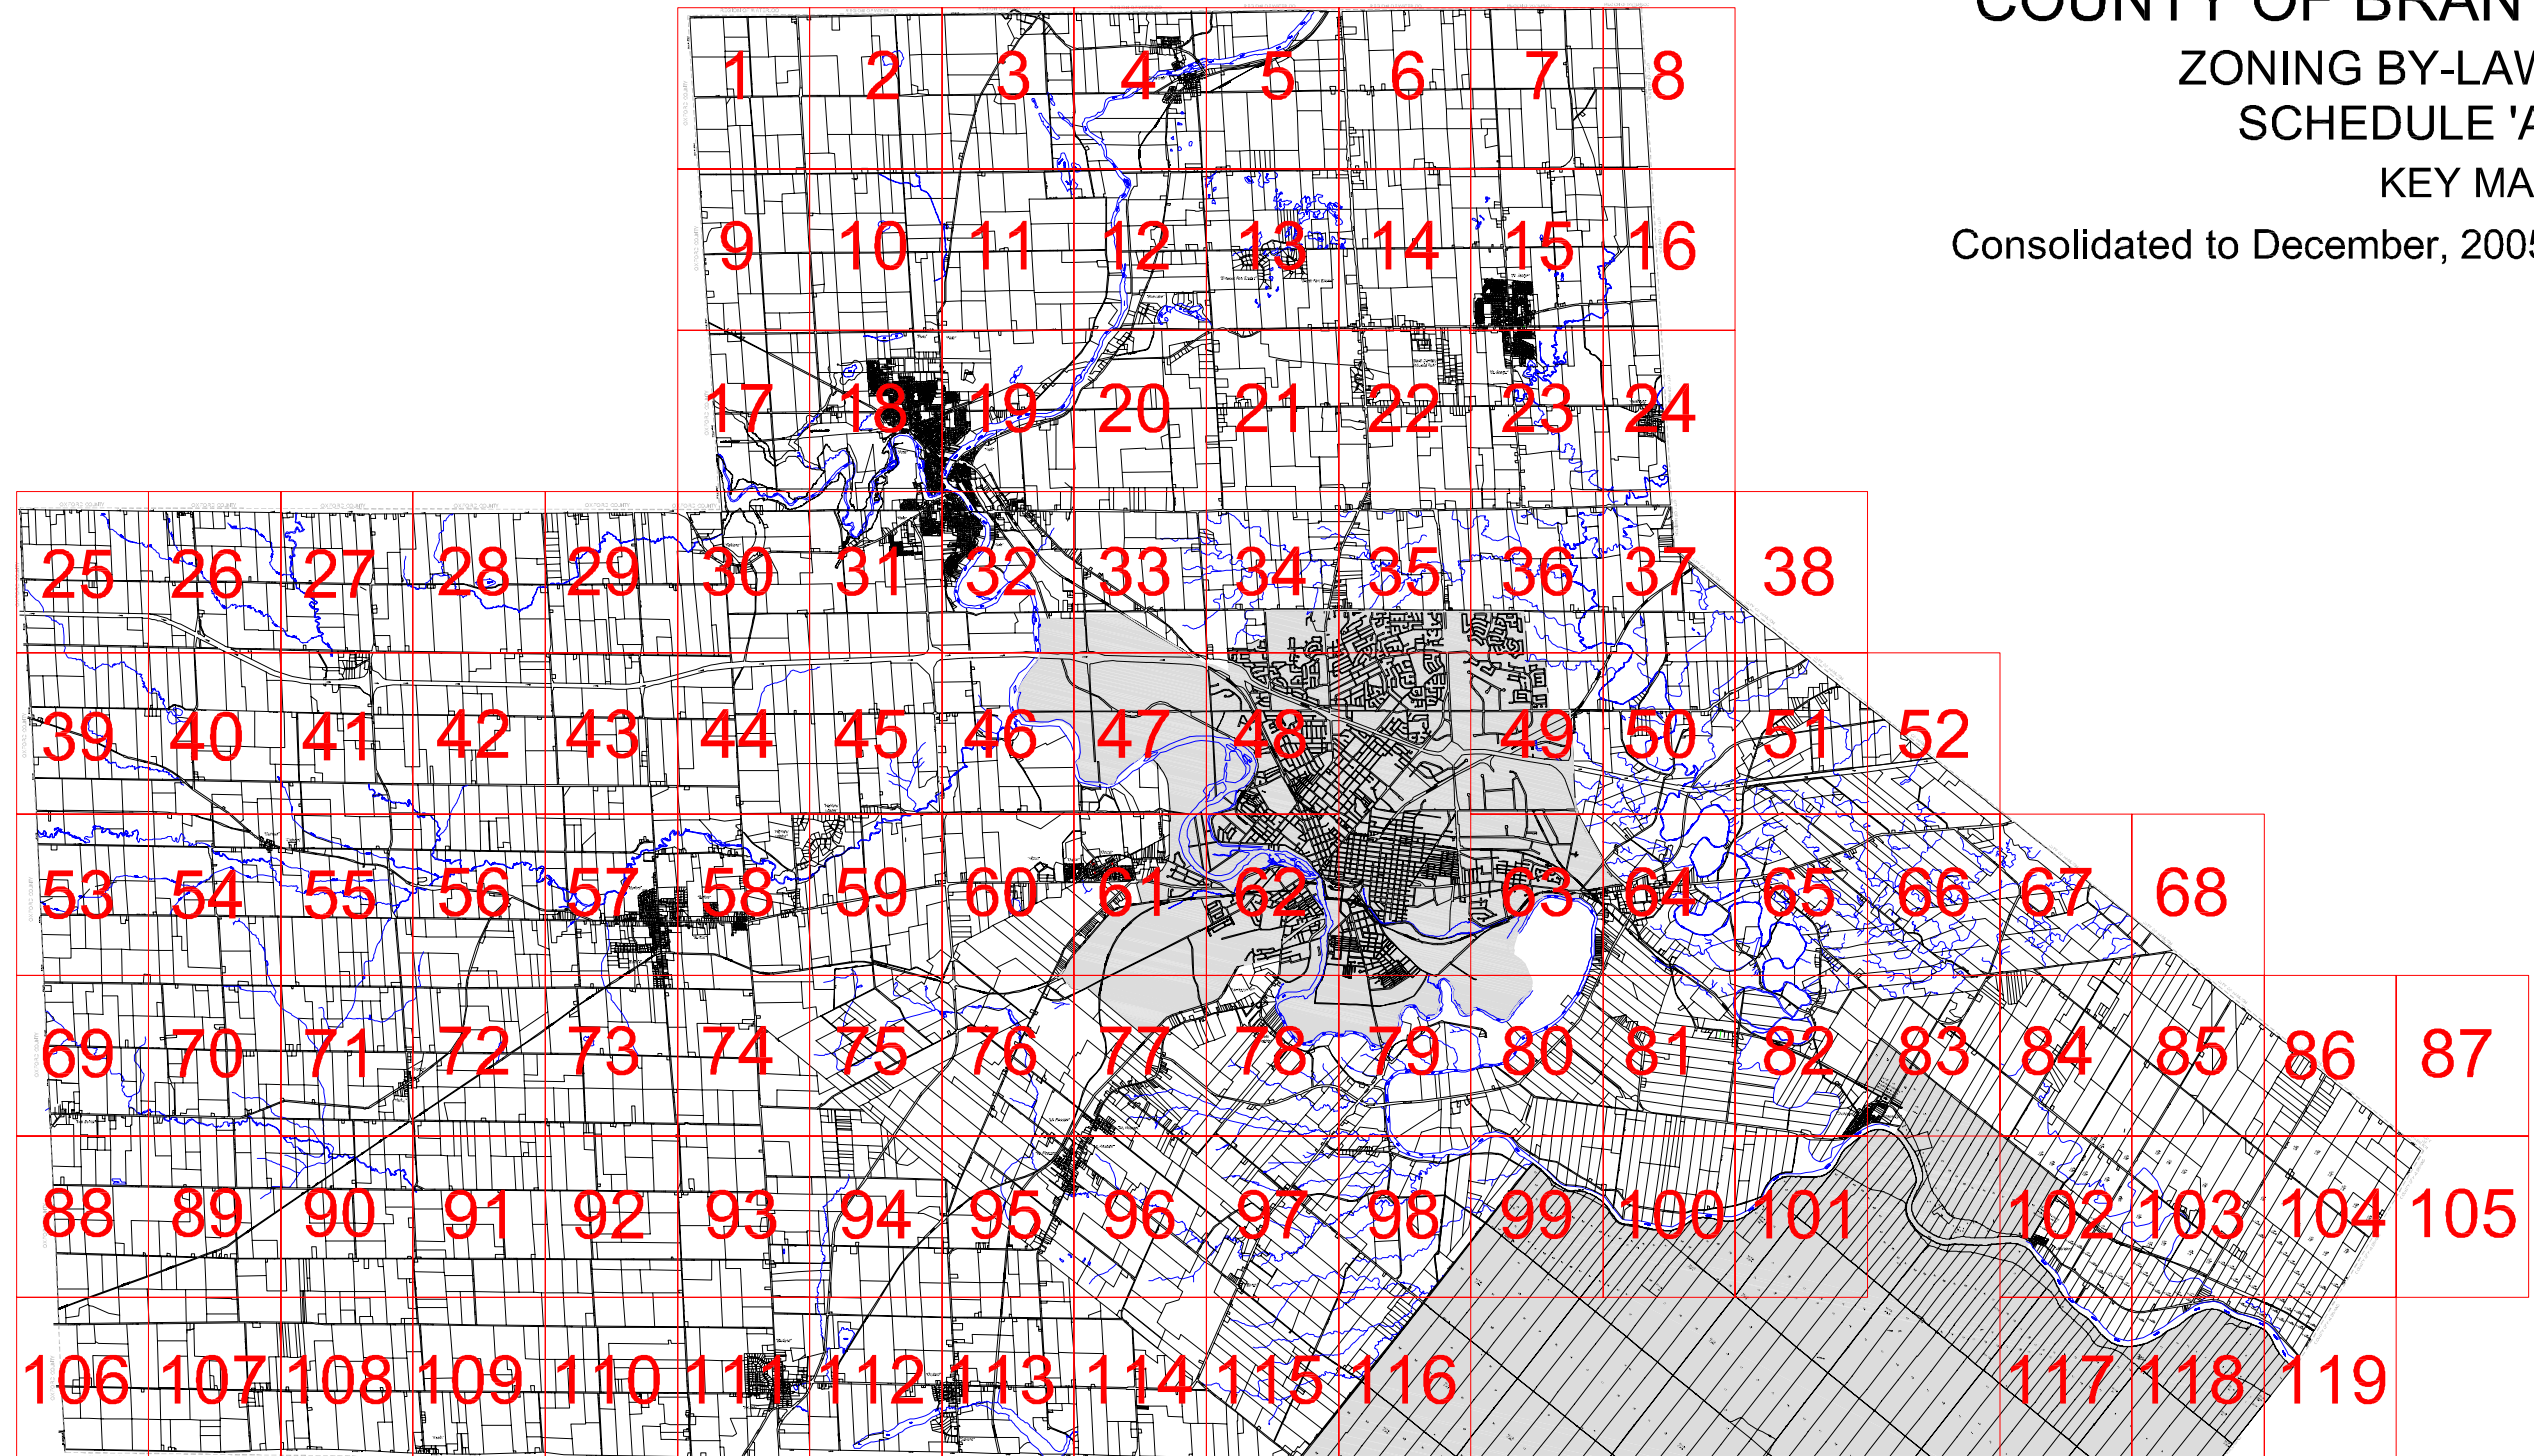 COUNTY OF BRAN
ZONING BY-LAW
SCHEDULE 'A
KEY MA
Consolidated to December, 2005
1 2 3 4 5 6 7 8
9 10 11 12 13 14 15 16
17 18 19 20 21 22 23 24
25 26 27 28 29 30 31 32 33 34 35 36 37 38
39 40 41 42 43 44 45 46 47 48 49 50 51 52
53 54 55 56 57 58 59 60 61 62 63 64 65 66 67 68
69 70 71 72 73 74 75 76 77 78 79 80 81 82 83 84 85 86 87
88 89 90 91 92 93 94 95 96 97 98 99 100 101 102 103 104 105
106 107 108 109 110 111 112 113 114 115 116 117 118 119